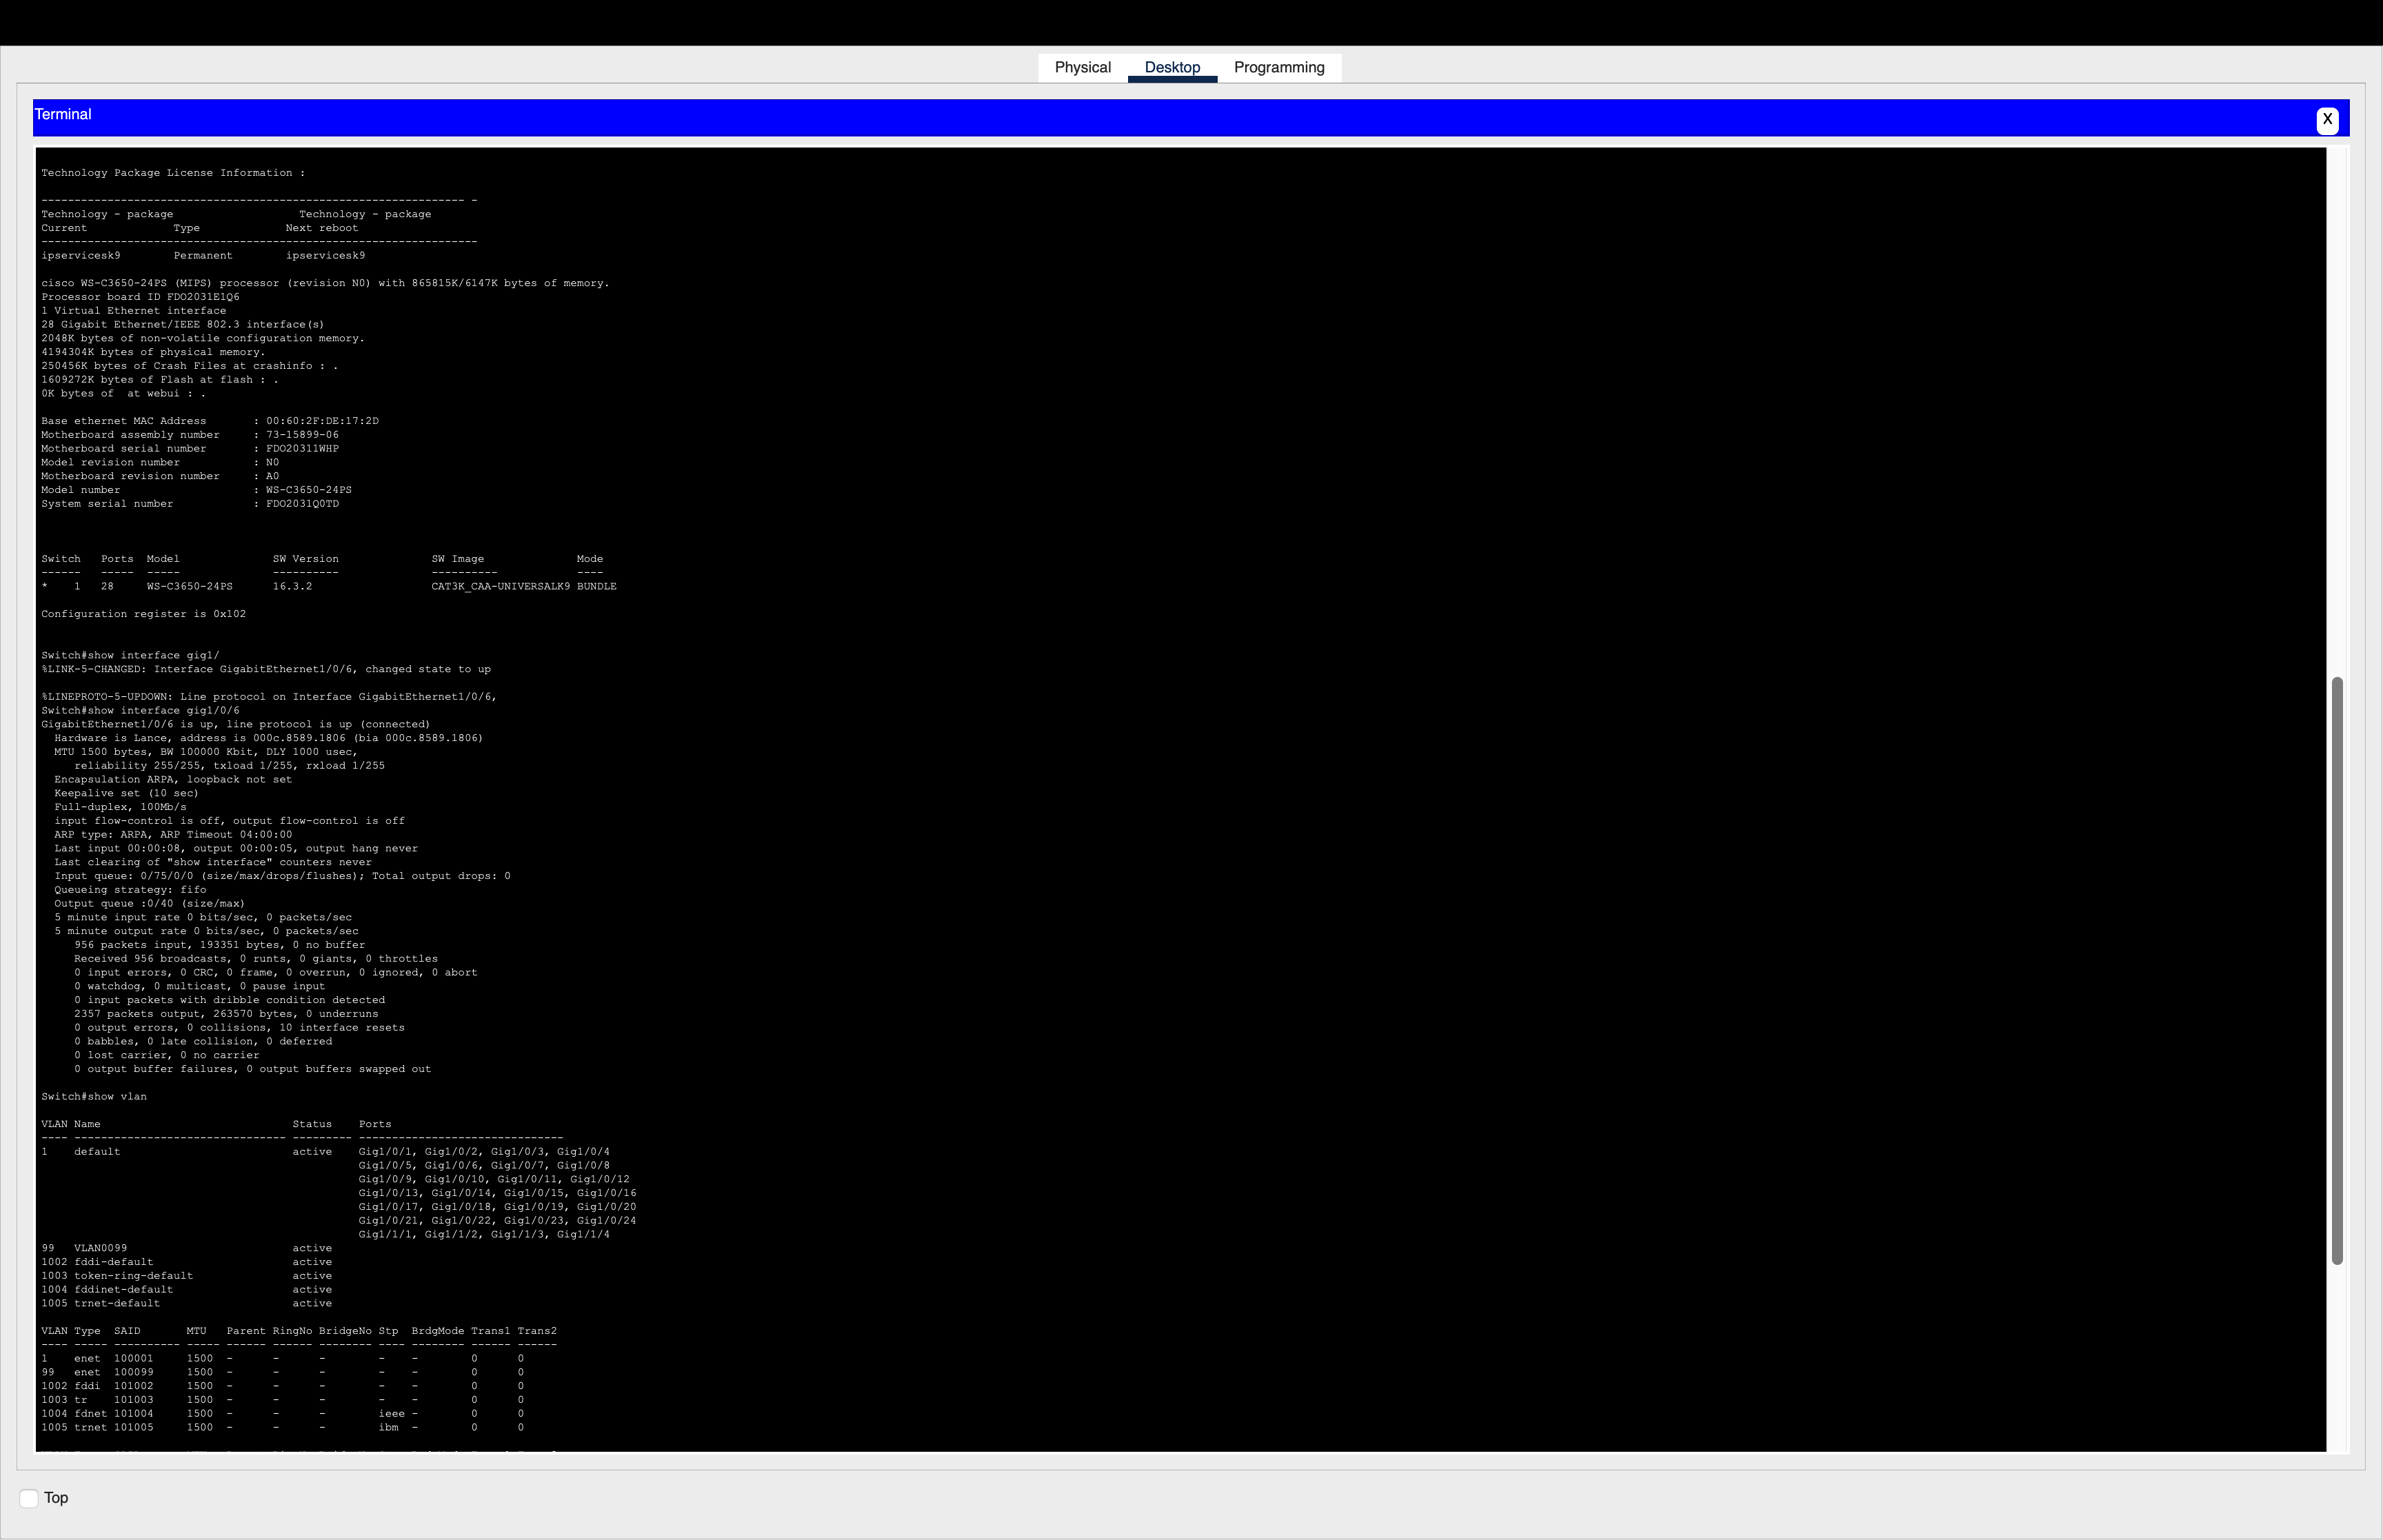 Physical Desktop Programming
Terminal
X
Technology Package License Information :
----------------------------------------------------------------- -
Technology - package                   Technology - package
Current             Type              Next reboot
------------------------------------------------------------------
ipservicesk9        Permanent        ipservicesk9
cisco WS-C3650-24PS (MIPS) processor (revision N0) with 865815K/6147K bytes of memory.
Processor board ID FDO2031E1Q6
1 Virtual Ethernet interface
28 Gigabit Ethernet/IEEE 802.3 interface(s)
2048K bytes of non-volatile configuration memory.
4194304K bytes of physical memory.
250456K bytes of Crash Files at crashinfo : .
1609272K bytes of Flash at flash : .
0K bytes of  at webui : .
Base ethernet MAC Address       : 00:60:2F:DE:17:2D
Motherboard assembly number     : 73-15899-06
Motherboard serial number       : FDO20311WHP
Model revision number           : N0
Motherboard revision number     : A0
Model number                    : WS-C3650-24PS
System serial number            : FDO2031Q0TD
Switch   Ports  Model              SW Version              SW Image              Mode
------   -----  -----              ----------              ----------            ----
*    1   28     WS-C3650-24PS      16.3.2                  CAT3K_CAA-UNIVERSALK9 BUNDLE
Configuration register is 0x102
Switch#show interface gig1/
%LINK-5-CHANGED: Interface GigabitEthernet1/0/6, changed state to up
%LINEPROTO-5-UPDOWN: Line protocol on Interface GigabitEthernet1/0/6,
Switch#show interface gig1/0/6
GigabitEthernet1/0/6 is up, line protocol is up (connected)
  Hardware is Lance, address is 000c.8589.1806 (bia 000c.8589.1806)
  MTU 1500 bytes, BW 100000 Kbit, DLY 1000 usec,
     reliability 255/255, txload 1/255, rxload 1/255
  Encapsulation ARPA, loopback not set
  Keepalive set (10 sec)
  Full-duplex, 100Mb/s
  input flow-control is off, output flow-control is off
  ARP type: ARPA, ARP Timeout 04:00:00
  Last input 00:00:08, output 00:00:05, output hang never
  Last clearing of "show interface" counters never
  Input queue: 0/75/0/0 (size/max/drops/flushes); Total output drops: 0
  Queueing strategy: fifo
  Output queue :0/40 (size/max)
  5 minute input rate 0 bits/sec, 0 packets/sec
  5 minute output rate 0 bits/sec, 0 packets/sec
     956 packets input, 193351 bytes, 0 no buffer
     Received 956 broadcasts, 0 runts, 0 giants, 0 throttles
     0 input errors, 0 CRC, 0 frame, 0 overrun, 0 ignored, 0 abort
     0 watchdog, 0 multicast, 0 pause input
     0 input packets with dribble condition detected
     2357 packets output, 263570 bytes, 0 underruns
     0 output errors, 0 collisions, 10 interface resets
     0 babbles, 0 late collision, 0 deferred
     0 lost carrier, 0 no carrier
     0 output buffer failures, 0 output buffers swapped out
Switch#show vlan
VLAN Name                             Status    Ports
---- -------------------------------- --------- -------------------------------
1    default                          active    Gig1/0/1, Gig1/0/2, Gig1/0/3, Gig1/0/4
                                                Gig1/0/5, Gig1/0/6, Gig1/0/7, Gig1/0/8
                                                Gig1/0/9, Gig1/0/10, Gig1/0/11, Gig1/0/12
                                                Gig1/0/13, Gig1/0/14, Gig1/0/15, Gig1/0/16
                                                Gig1/0/17, Gig1/0/18, Gig1/0/19, Gig1/0/20
                                                Gig1/0/21, Gig1/0/22, Gig1/0/23, Gig1/0/24
                                                Gig1/1/1, Gig1/1/2, Gig1/1/3, Gig1/1/4
99   VLAN0099                         active
1002 fddi-default                     active
1003 token-ring-default               active
1004 fddinet-default                  active
1005 trnet-default                    active
VLAN Type  SAID       MTU   Parent RingNo BridgeNo Stp  BrdgMode Trans1 Trans2
---- ----- ---------- ----- ------ ------ -------- ---- -------- ------ ------
1    enet  100001     1500  -      -      -        -    -        0      0
99   enet  100099     1500  -      -      -        -    -        0      0
1002 fddi  101002     1500  -      -      -        -    -        0      0
1003 tr    101003     1500  -      -      -        -    -        0      0
1004 fdnet 101004     1500  -      -      -        ieee -        0      0
1005 trnet 101005     1500  -      -      -        ibm  -        0      0
Top